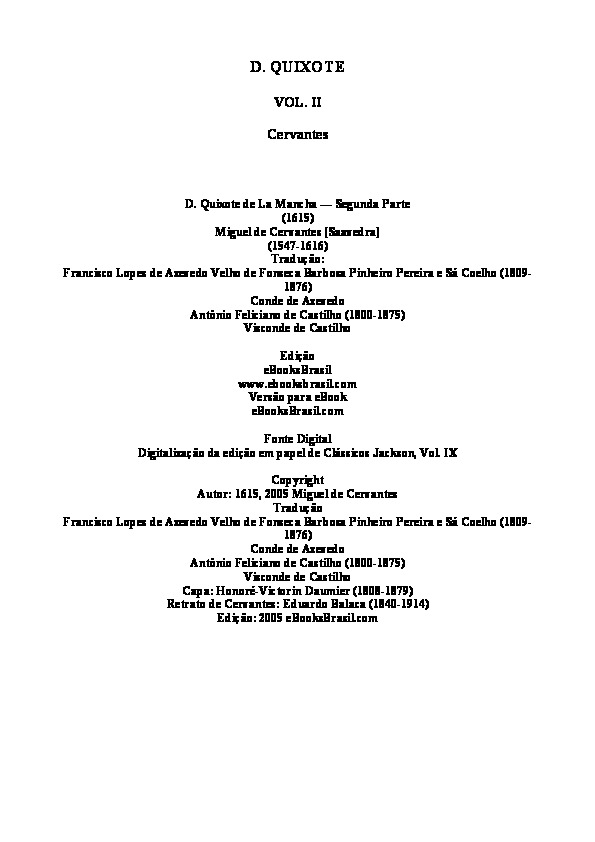 D. QUIXOTE
VOL. II
Cervantes
D. Quixote de La Mancha — Segunda Parte
(1615)
Miguel de Cervantes [Saavedra]
(1547-1616)
Tradução:
Francisco Lopes de Azevedo Velho de Fonseca Barbosa Pinheiro Pereira e Sá Coelho (1809-
1876)
Conde de Azevedo
Antônio Feliciano de Castilho (1800-1875)
Visconde de Castilho
Edição
eBooksBrasil
www.ebooksbrasil.com
Versão para eBook
eBooksBrasil.com
Fonte Digital
Digitalização da edição em papel de Clássicos Jackson, Vol. IX
Copyright
Autor: 1615, 2005 Miguel de Cervantes
Tradução
Francisco Lopes de Azevedo Velho de Fonseca Barbosa Pinheiro Pereira e Sá Coelho (1809-
1876)
Conde de Azevedo
Antônio Feliciano de Castilho (1800-1875)
Visconde de Castilho
Capa: Honoré-Victorin Daumier (1808-1879)
Retrato de Cervantes: Eduardo Balaca (1840-1914)
Edição: 2005 eBooksBrasil.com